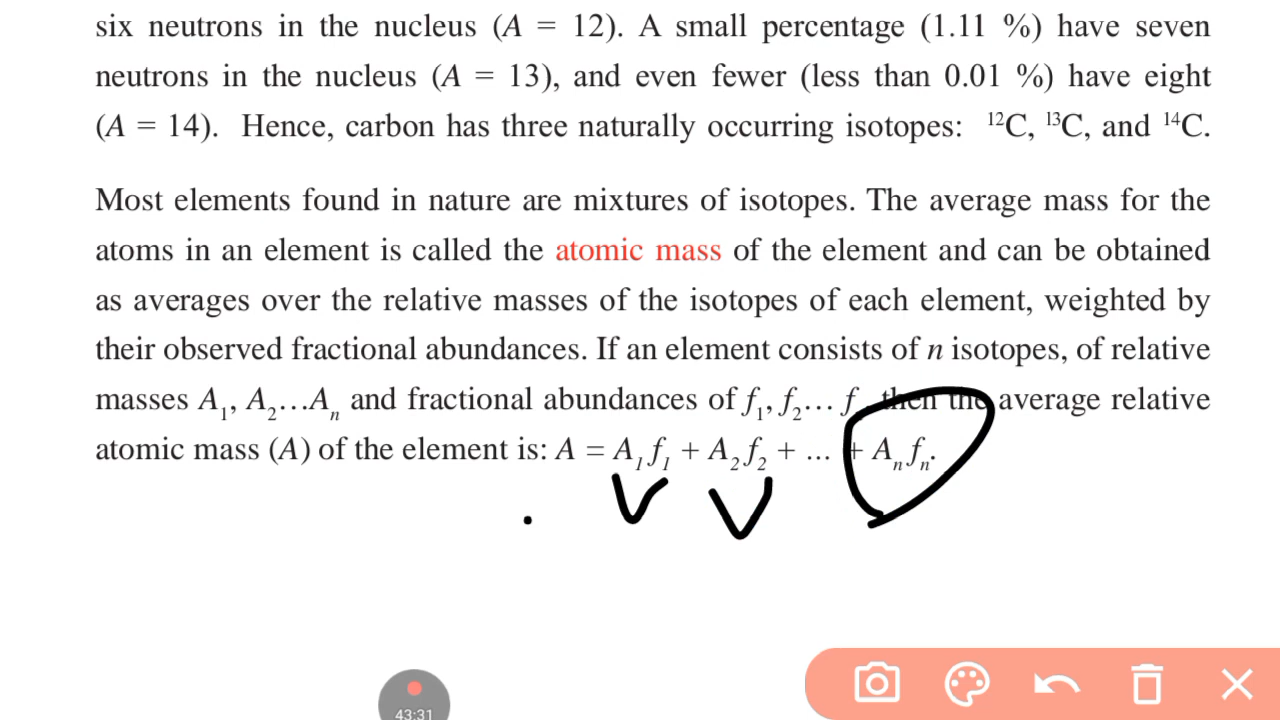 six neutrons in the nucleus (A = 12). A small percentage (1.11 %) have seven
neutrons in the nucleus (A = 13), and even fewer (less than 0.01 %) have eight
(A = 14). Hence, carbon has three naturally occurring isotopes: ¹²C, ¹³C, and ¹⁴C.
Most elements found in nature are mixtures of isotopes. The average mass for the
atoms in an element is called the atomic mass of the element and can be obtained
as averages over the relative masses of the isotopes of each element, weighted by
their observed fractional abundances. If an element consists of n isotopes, of relative
masses A₁, A₂…Aₙ and fractional abundances of f₁, f₂… f then the average relative
atomic mass (A) of the element is: A = A₁f₁ + A₂f₂ + ... + Aₙfₙ.
43:31